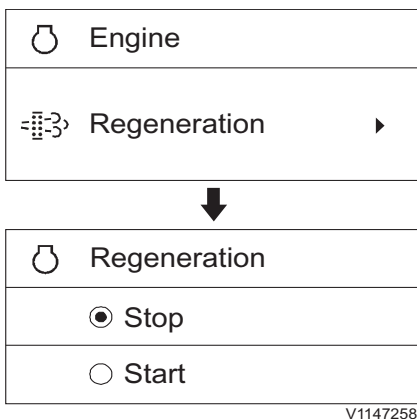 Engine
Regeneration
Regeneration
Stop
Start
V1147258